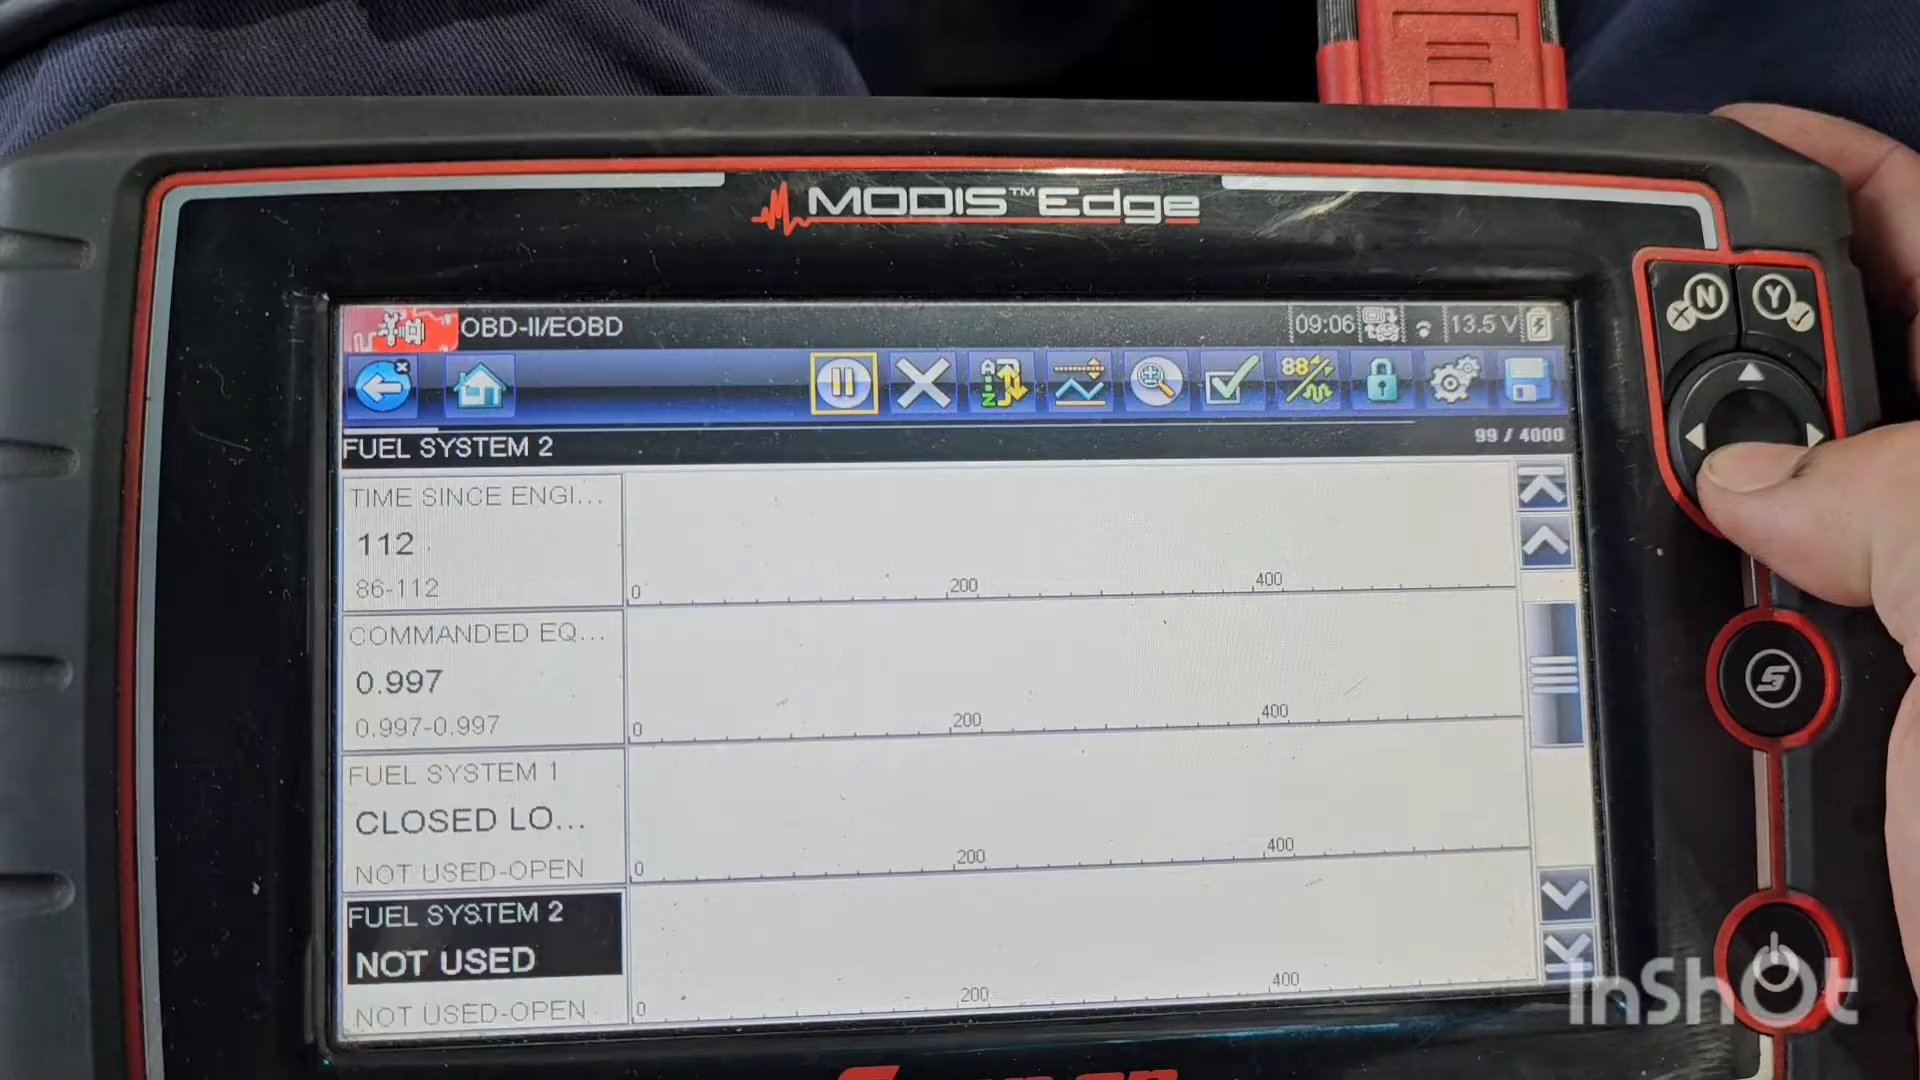 MODIS™ Edge
N Y
OBD-II/EOBD 09:06 13.5 V
FUEL SYSTEM 2 99 / 4000
TIME SINCE ENGI...
112
86-112
0 200 400
COMMANDED EQ...
0.997
0.997-0.997
0 200 400
FUEL SYSTEM 1
CLOSED LO...
NOT USED-OPEN
0 200 400
FUEL SYSTEM 2
NOT USED
NOT USED-OPEN
0 200 400
InShOt